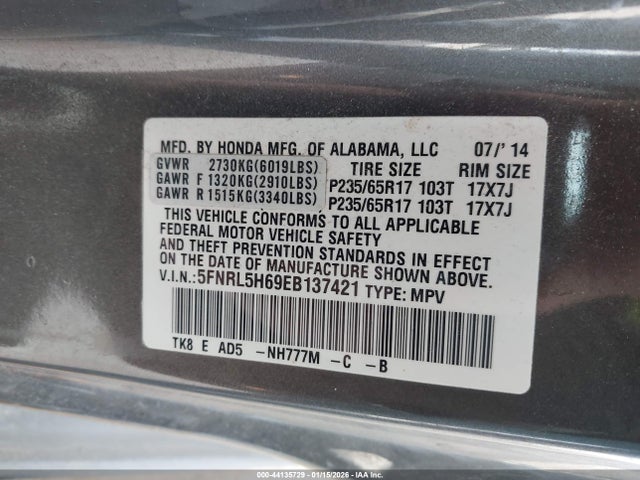 MFD. BY HONDA MFG. OF ALABAMA, LLC 07/'14
GVWR 2730KG(6019LBS) TIRE SIZE RIM SIZE
GAWR F 1320KG(2910LBS) P235/65R17 103T 17X7J
GAWR R 1515KG(3340LBS) P235/65R17 103T 17X7J
THIS VEHICLE CONFORMS TO ALL APPLICABLE
FEDERAL MOTOR VEHICLE SAFETY
AND THEFT PREVENTION STANDARDS IN EFFECT
ON THE DATE OF MANUFACTURE SHOWN ABOVE.
V.I.N.: 5FNRL5H69EB137421 TYPE: MPV
TK8 E AD5 -NH777M -C -B
000-44135729 - 01/15/2026 - IAA Inc.